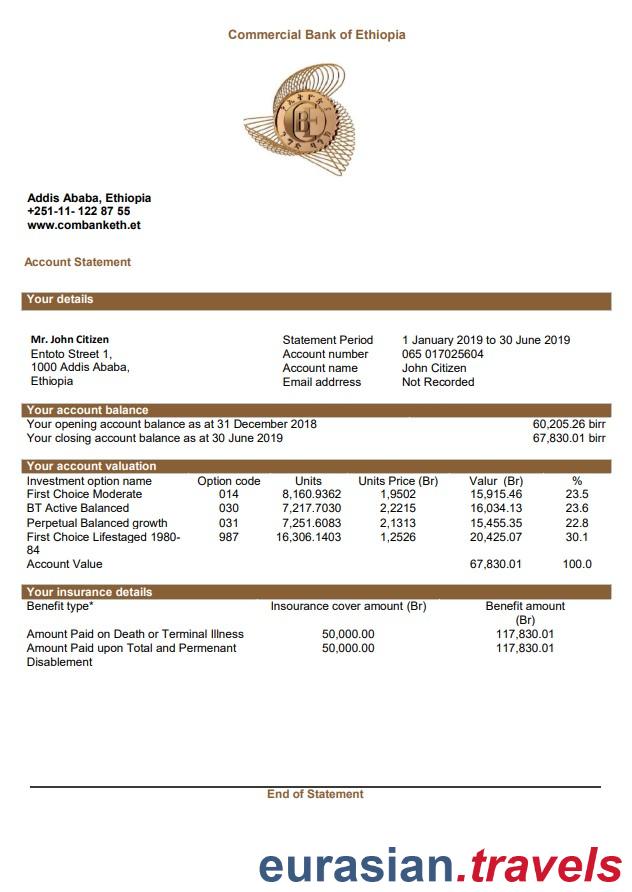 Commercial Bank of Ethiopia
Addis Ababa, Ethiopia
+251-11- 122 87 55
www.combanketh.et
Account Statement
Your details
Mr. John Citizen
Entoto Street 1,
1000 Addis Ababa,
Ethiopia
Statement Period 1 January 2019 to 30 June 2019
Account number 065 017025604
Account name John Citizen
Email adrress Not Recorded
Your account balance
Your opening account balance as at 31 December 2018 60,205.26 birr
Your closing account balance as at 30 June 2019 67,830.01 birr
Your account valuation
Investment option name Option code Units Units Price (Br) Valur (Br) %
First Choice Moderate 014 8,160.9362 1,9502 15,915.46 23.5
BT Active Balanced 030 7,217.7030 2,2215 16,034.13 23.6
Perpetual Balanced growth 031 7,251.6083 2,1313 15,455.35 22.8
First Choice Lifestaged 1980- 987 16,306.1403 1,2526 20,425.07 30.1
84
Account Value 67,830.01 100.0
Your insurance details
Benefit type* Insourance cover amount (Br) Benefit amount
(Br)
Amount Paid on Death or Terminal Illness 50,000.00 117,830.01
Amount Paid upon Total and Permenant 50,000.00 117,830.01
Disablement
End of Statement
eurasian.travels